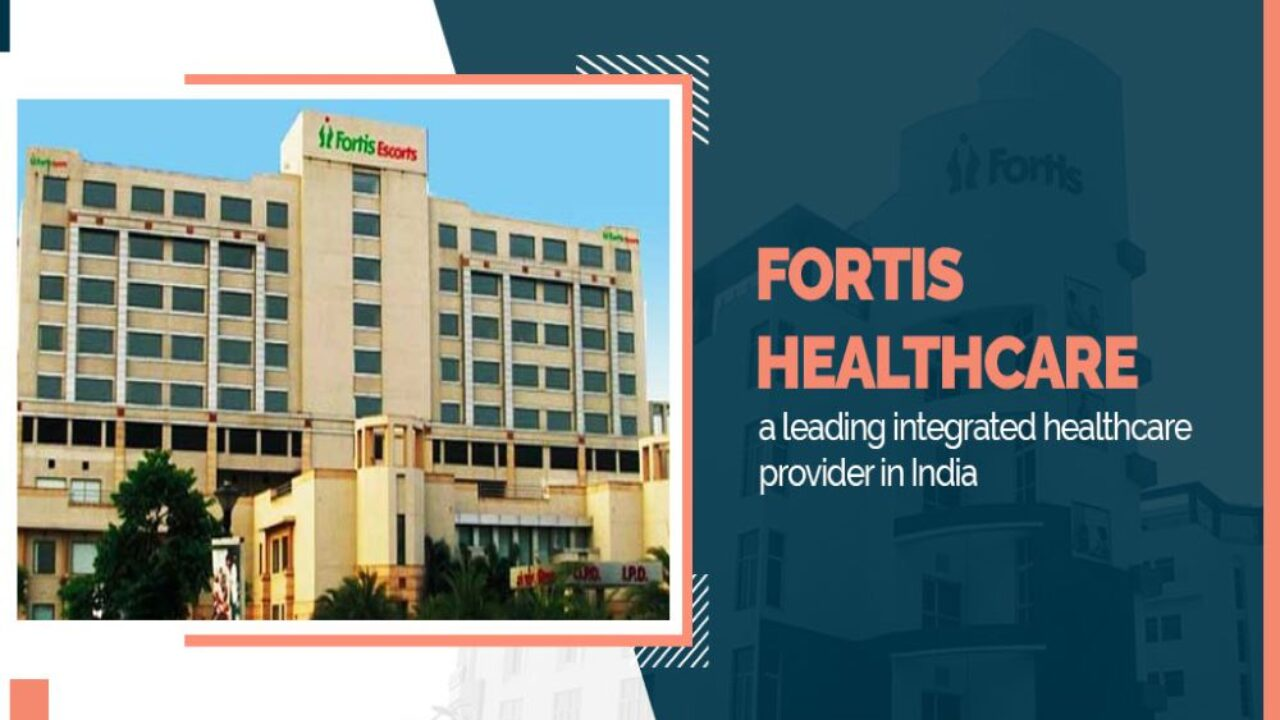 Fortis Escorts
O.P.D. I.P.D.
Fortis
FORTIS
HEALTHCARE
a leading integrated healthcare
provider in India